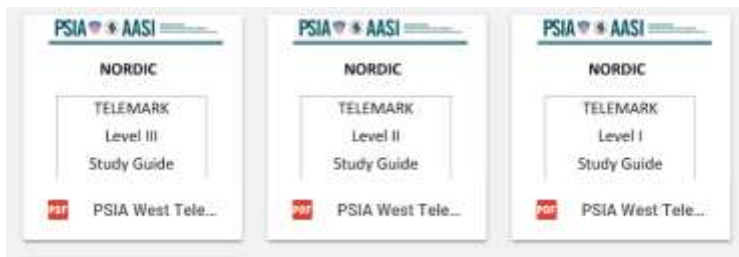 PSIA AASI
NORDIC
TELEMARK
Level III
Study Guide
PDF PSIA West Tele...
PSIA AASI
NORDIC
TELEMARK
Level II
Study Guide
PDF PSIA West Tele...
PSIA AASI
NORDIC
TELEMARK
Level I
Study Guide
PDF PSIA West Tele...